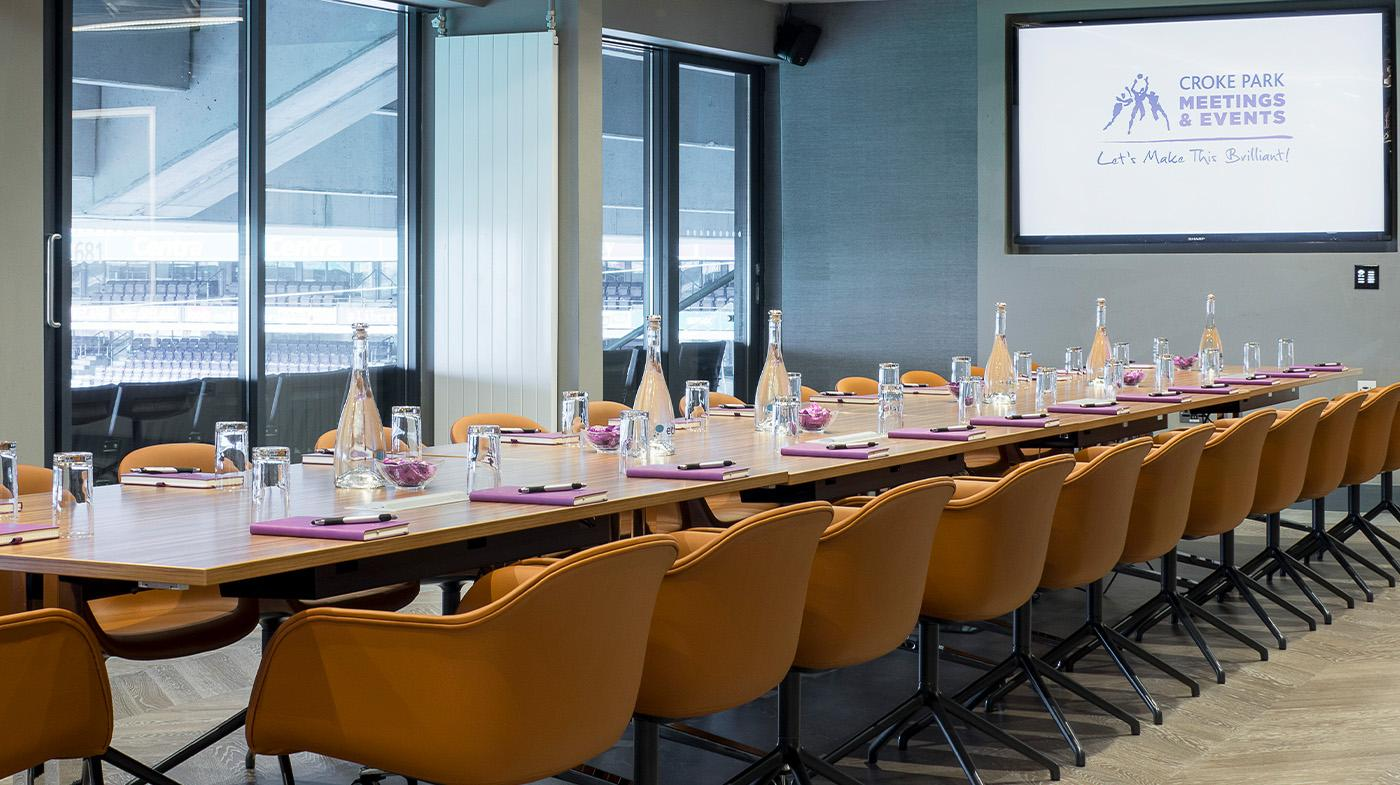 CROKE PARK
MEETINGS
& EVENTS
Let's Make This Brilliant!
SHARP
681
Centra
Centra